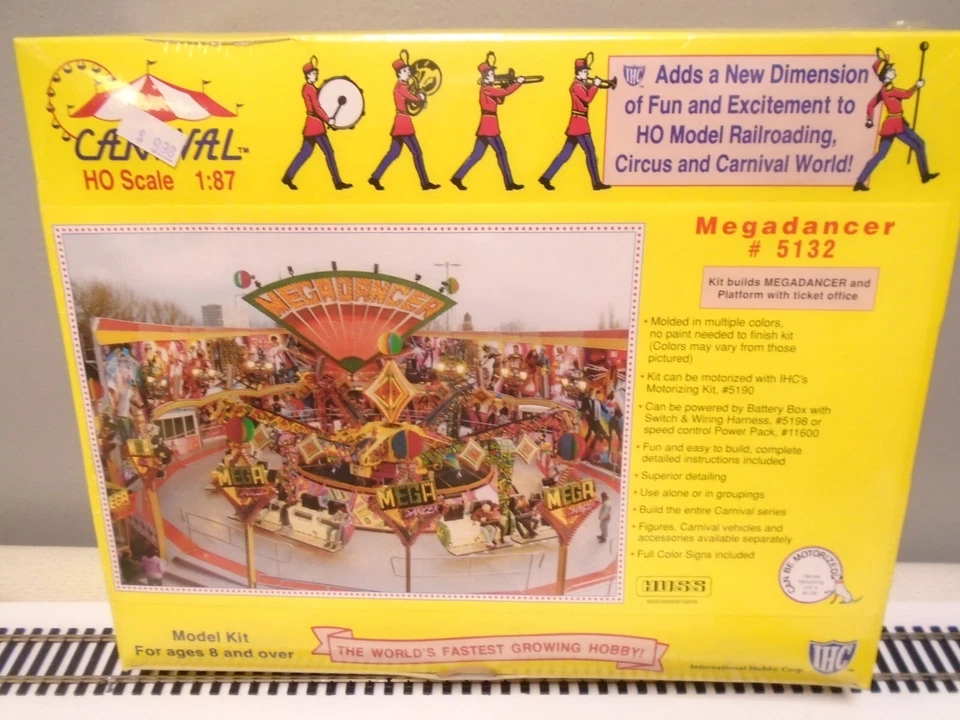 CARNIVAL™
HO Scale 1:87
IHC Adds a New Dimension
of Fun and Excitement to
HO Model Railroading,
Circus and Carnival World!
Megadancer
# 5132
Kit builds MEGADANCER and
Platform with ticket office
• Molded in multiple colors,
no paint needed to finish kit
(Colors may vary from those
pictured)
• Kit can be motorized with IHC's
Motorizing Kit, #5190
• Can be powered by Battery Box with
Switch & Wiring Harness, #5198 or
speed control Power Pack, #11600
• Fun and easy to build, complete
detailed instructions included
• Superior detailing
• Use alone or in groupings
• Build the entire Carnival series
• Figures, Carnival vehicles and
accessories available separately
• Full Color Signs included
MEGADANCER
MEGA
DANCER
MEGA
DANCER
MEGA
DANCER
HUSS
CAN BE MOTORIZED
Model Kit
For ages 8 and over
THE WORLD'S FASTEST GROWING HOBBY!
International Hobby Corp.
IHC